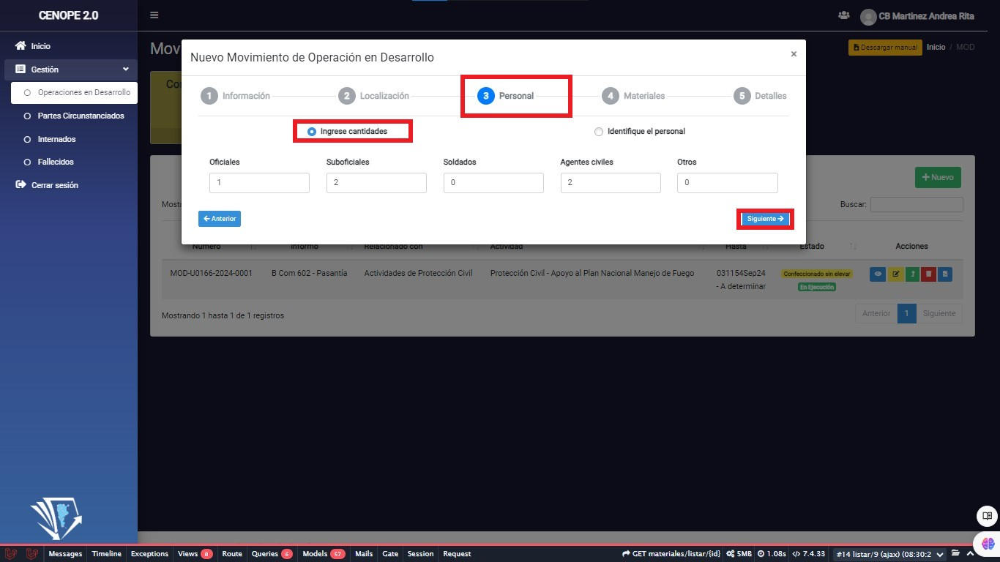 CENOPE 2.0
CB Martinez Andrea Rita
Inicio
Gestión
Operaciones en Desarrollo
Partes Circunstanciados
Internados
Fallecidos
Cerrar sesión
Mov
Descargar manual
Inicio / MOD
Co
Nuevo Movimiento de Operación en Desarrollo
×
1 Información
2 Localización
3 Personal
4 Materiales
5 Detalles
Ingrese cantidades
Identifique el personal
Oficiales
Suboficiales
Soldados
Agentes civiles
Otros
1
2
0
2
0
Anterior
Siguiente
Nuevo
Most
Buscar:
Número
Informó
Relacionado con
Actividad
Hasta
Estado
Acciones
MOD-U0166-2024-0001
B Com 602 - Pasantía
Actividades de Protección Civil
Protección Civil - Apoyo al Plan Nacional Manejo de Fuego
031154Sep24
- A determinar
Confeccionado sin elevar
En Ejecución
Mostrando 1 hasta 1 de 1 registros
Anterior 1 Siguiente
Messages Timeline Exceptions Views 8 Route Queries 6 Models 57 Mails Gate Session Request
GET materiales/listar/{id} 5MB 1.08s 7.4.33 #14 listar/9 (ajax) (08:30:2